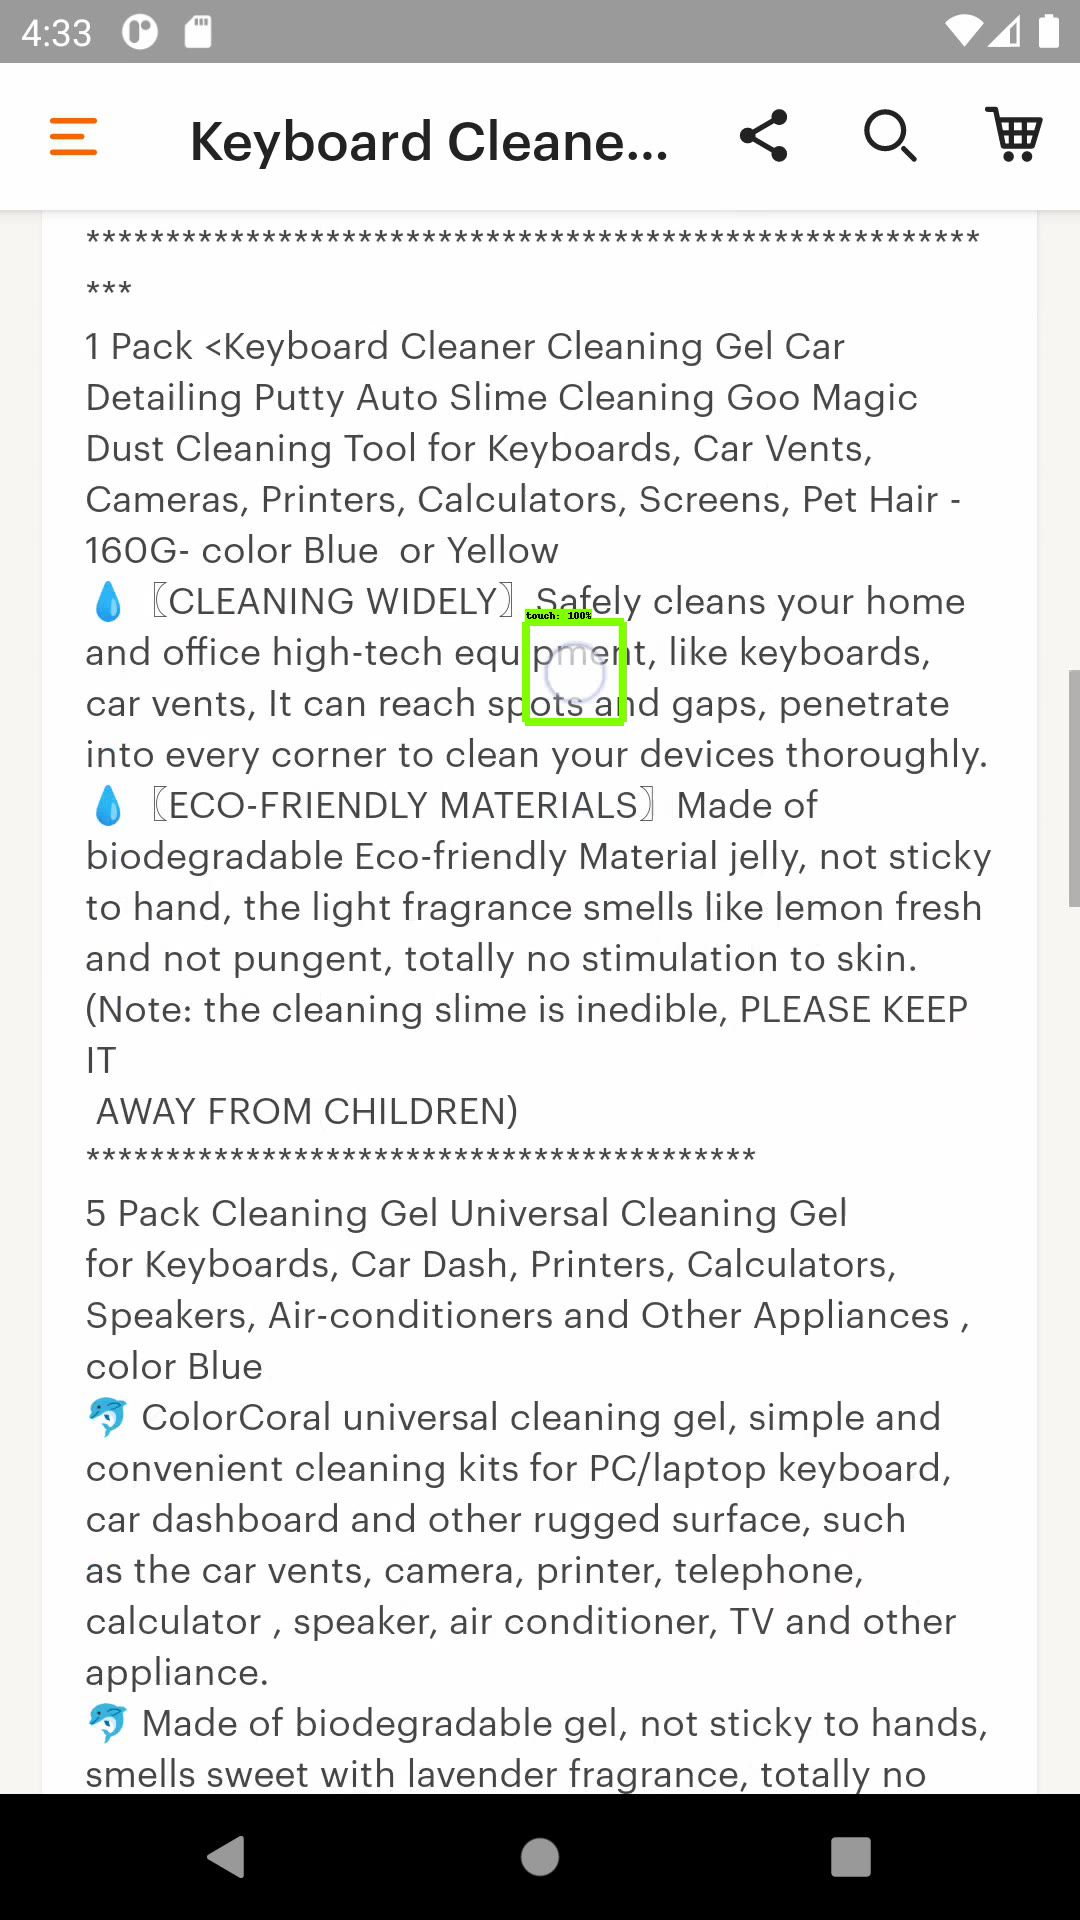 4:33
Keyboard Cleane...
********************************************************
***
1 Pack <Keyboard Cleaner Cleaning Gel Car
Detailing Putty Auto Slime Cleaning Goo Magic
Dust Cleaning Tool for Keyboards, Car Vents,
Cameras, Printers, Calculators, Screens, Pet Hair -
160G- color Blue  or Yellow
💧 〖CLEANING WIDELY〗Safely cleans your home
touch: 100%
and office high-tech equipment, like keyboards,
car vents, It can reach spots and gaps, penetrate
into every corner to clean your devices thoroughly.
💧 〖ECO-FRIENDLY MATERIALS〗Made of
biodegradable Eco-friendly Material jelly, not sticky
to hand, the light fragrance smells like lemon fresh
and not pungent, totally no stimulation to skin.
(Note: the cleaning slime is inedible, PLEASE KEEP
IT
AWAY FROM CHILDREN)
******************************************
5 Pack Cleaning Gel Universal Cleaning Gel
for Keyboards, Car Dash, Printers, Calculators,
Speakers, Air-conditioners and Other Appliances ,
color Blue
🐬 ColorCoral universal cleaning gel, simple and
convenient cleaning kits for PC/laptop keyboard,
car dashboard and other rugged surface, such
as the car vents, camera, printer, telephone,
calculator , speaker, air conditioner, TV and other
appliance.
🐬 Made of biodegradable gel, not sticky to hands,
smells sweet with lavender fragrance, totally no